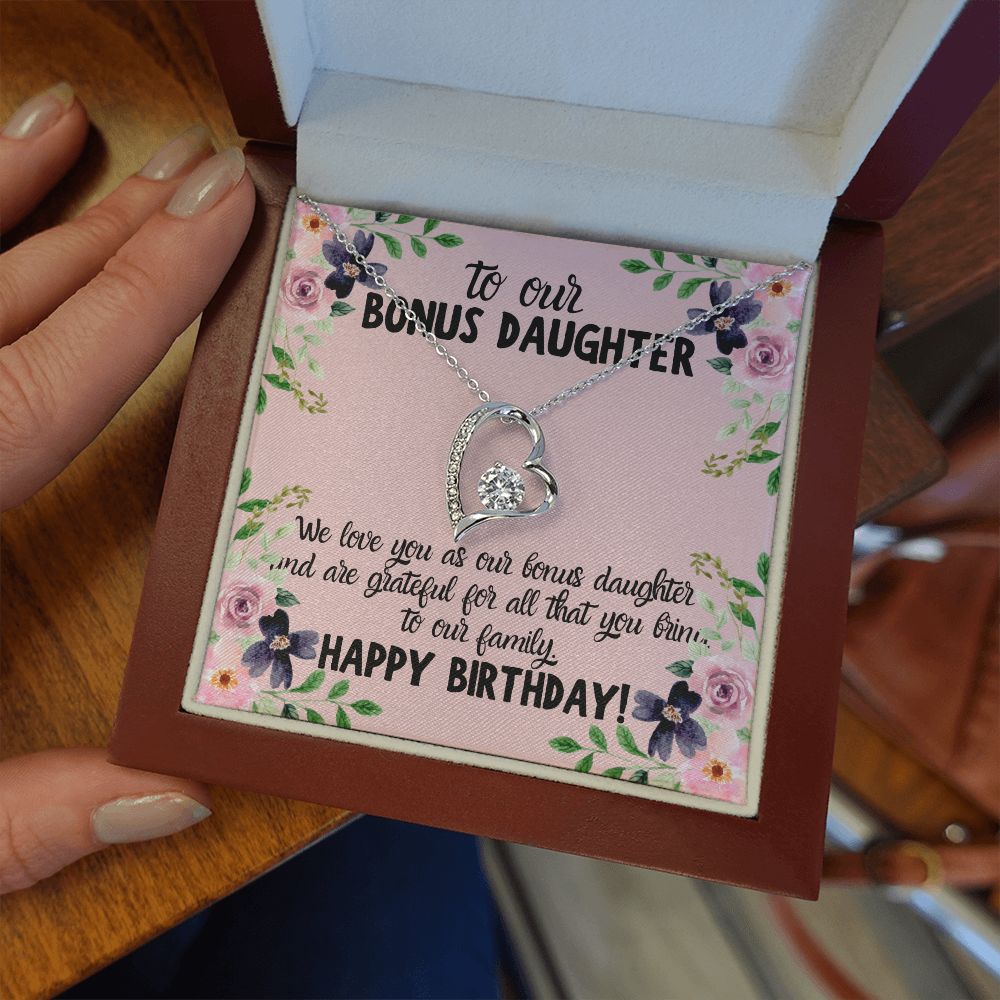 to our
BONUS DAUGHTER
We love you as our bonus daughter
and are grateful for all that you bring
to our family.
HAPPY BIRTHDAY!